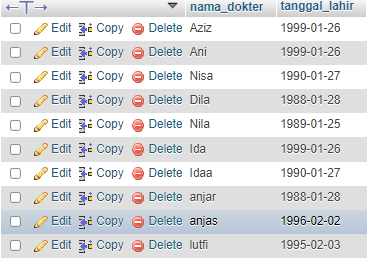 nama_dokter tanggal_lahir
Edit Copy Delete Aziz 1999-01-26
Edit Copy Delete Ani 1999-01-26
Edit Copy Delete Nisa 1990-01-27
Edit Copy Delete Dila 1988-01-28
Edit Copy Delete Nila 1989-01-25
Edit Copy Delete Ida 1999-01-26
Edit Copy Delete Idaa 1990-01-27
Edit Copy Delete anjar 1988-01-28
Edit Copy Delete anjas 1996-02-02
Edit Copy Delete lutfi 1995-02-03